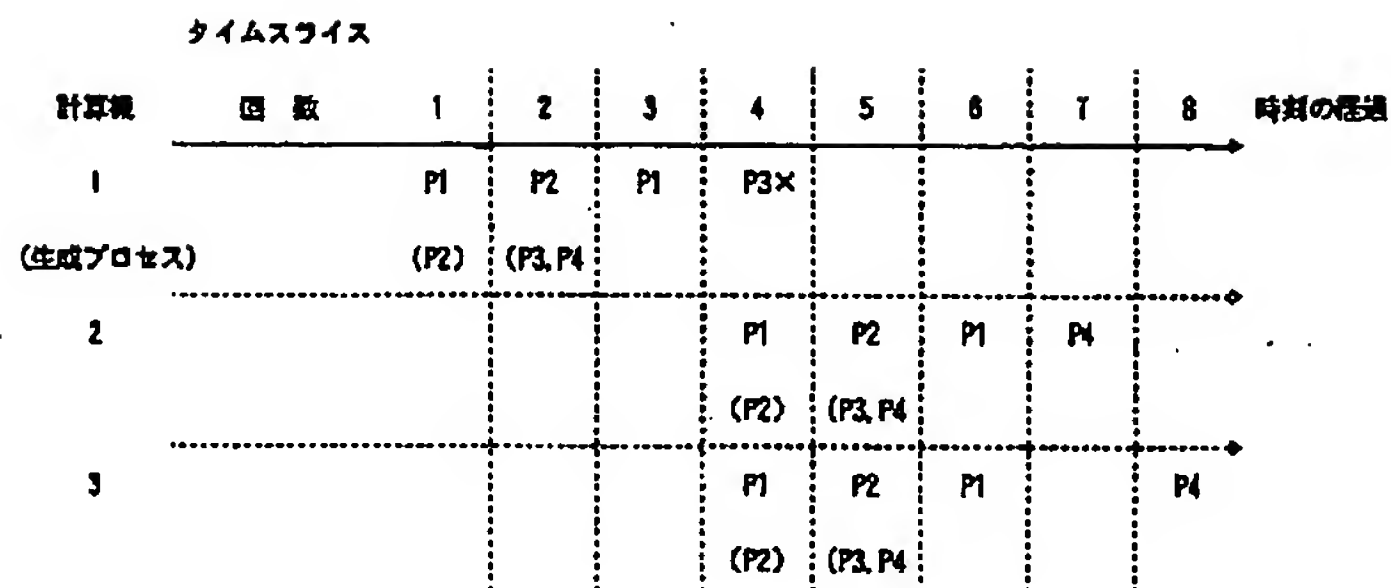 タイムスライス
計算機 回数 1 2 3 4 5 6 7 8 時刻の経過
1 P1 P2 P1 P3×
(生成プロセス) (P2) (P3, P4
2 P1 P2 P1 P4
(P2) (P3, P4
3 P1 P2 P1 P4
(P2) (P3, P4